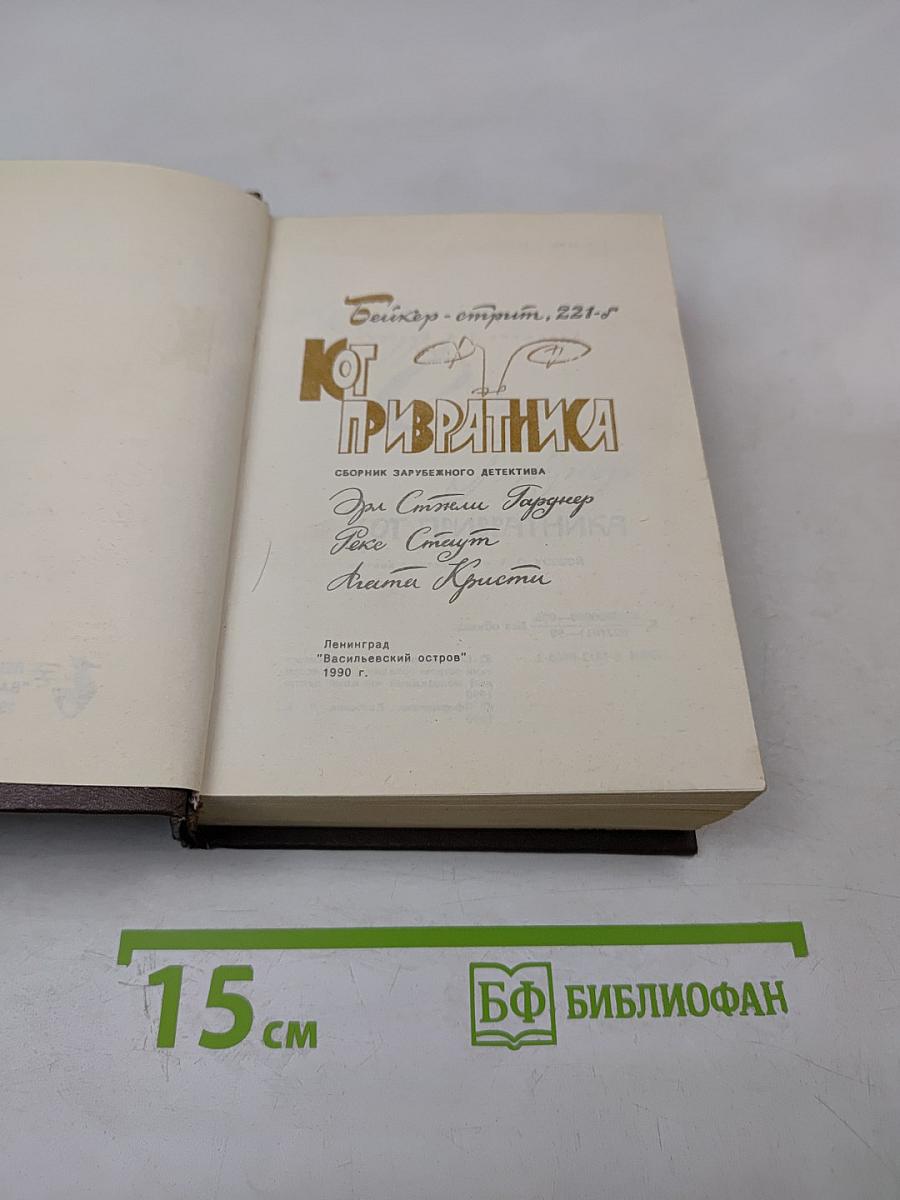 Бейкер-стрит, 221-б
КОТ
ПРИВРАТНИКА
СБОРНИК ЗАРУБЕЖНОГО ДЕТЕКТИВА
Эрл Стэнли Гарднер
Рекс Стаут
Агата Кристи
Ленинград
"Васильевский остров"
1990 г.
15 см
БФ БИБЛИОФАН